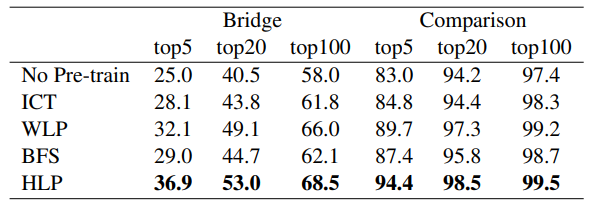 Bridge Comparison
top5 top20 top100 top5 top20 top100
No Pre-train 25.0 40.5 58.0 83.0 94.2 97.4
ICT 28.1 43.8 61.8 84.8 94.4 98.3
WLP 32.1 49.1 66.0 89.7 97.3 99.2
BFS 29.0 44.7 62.1 87.4 95.8 98.7
HLP 36.9 53.0 68.5 94.4 98.5 99.5